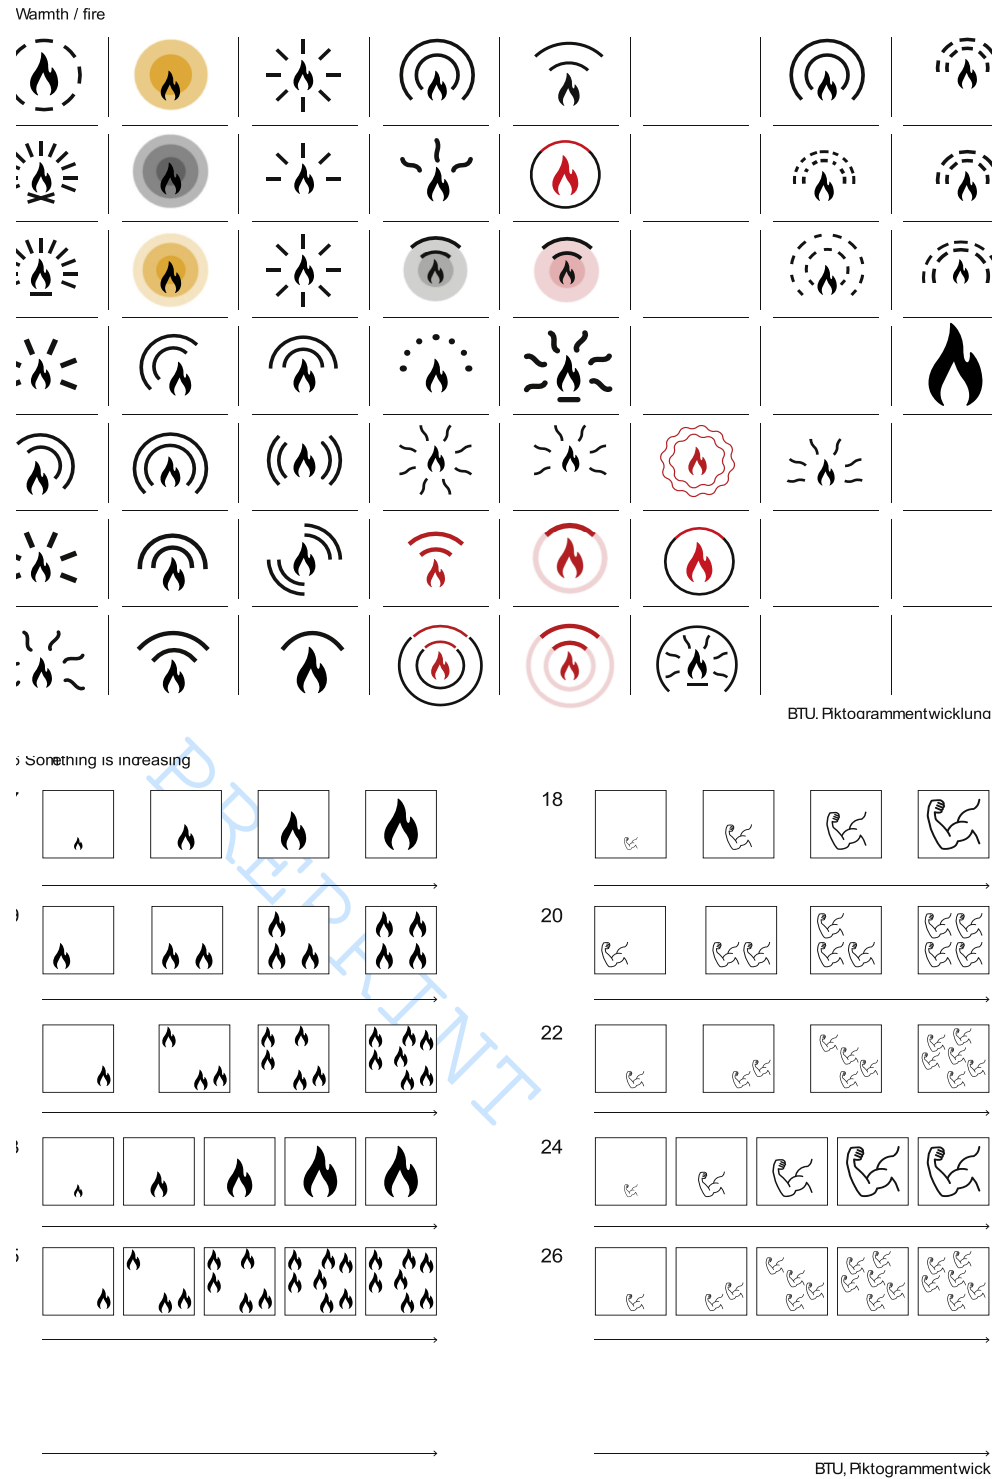 Warmth / fire
BTU. Piktogrammentwicklung
Something is increasing
PREPRINT
18
20
22
24
26
BTU, Piktogrammentwick